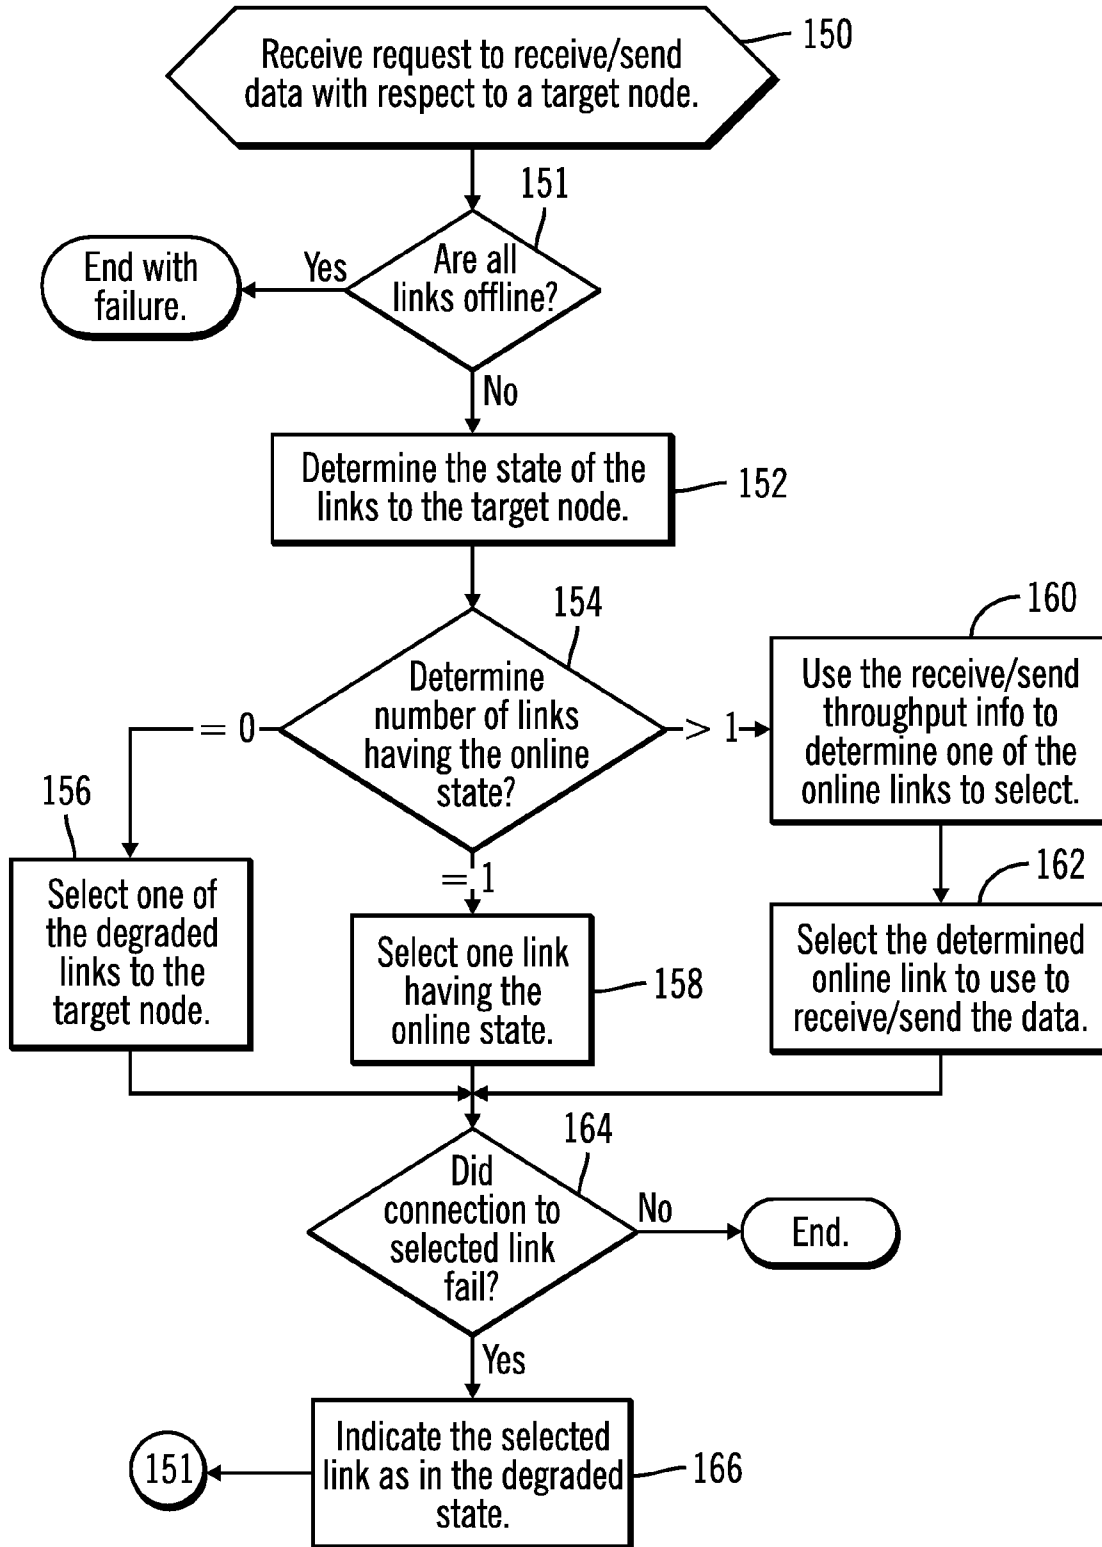 150
Receive request to receive/send
data with respect to a target node.
151
Are all
links offline?
Yes
End with
failure.
No
Determine the state of the
links to the target node.
152
154
Determine
number of links
having the online
state?
= 0
> 1
= 1
160
Use the receive/send
throughput info to
determine one of the
online links to select.
156
Select one of
the degraded
links to the
target node.
Select one link
having the
online state.
158
162
Select the determined
online link to use to
receive/send the data.
164
Did
connection to
selected link
fail?
No
End.
Yes
Indicate the selected
link as in the degraded
state.
166
151